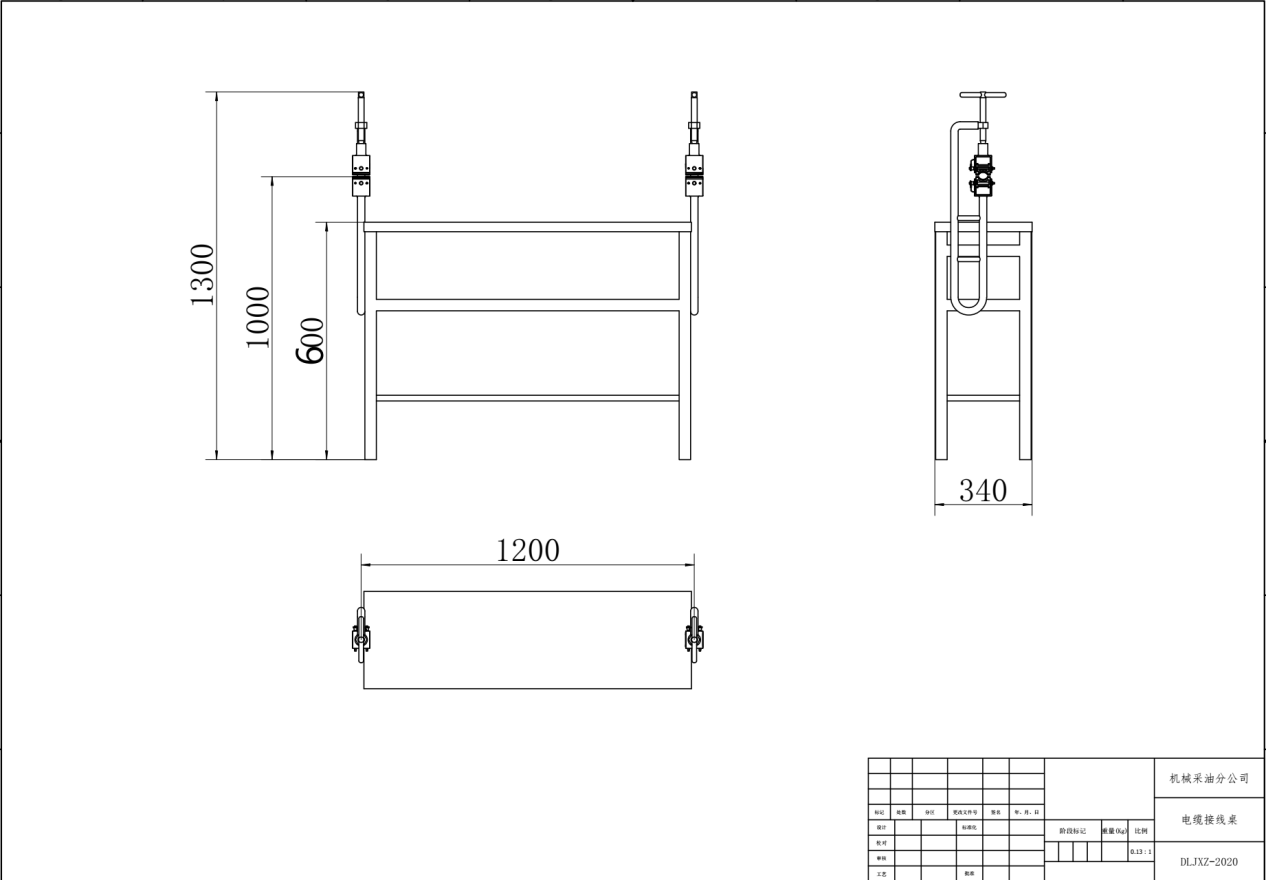 1300
1000
600
340
1200
机械采油分公司
电缆接线桌
DLJXZ-2020
标记 处数 分区 更改文件号 签名 年、月、日
设计 标准化
校对
审核
工艺 批准
阶段标记 重量(Kg) 比例
0.13:1